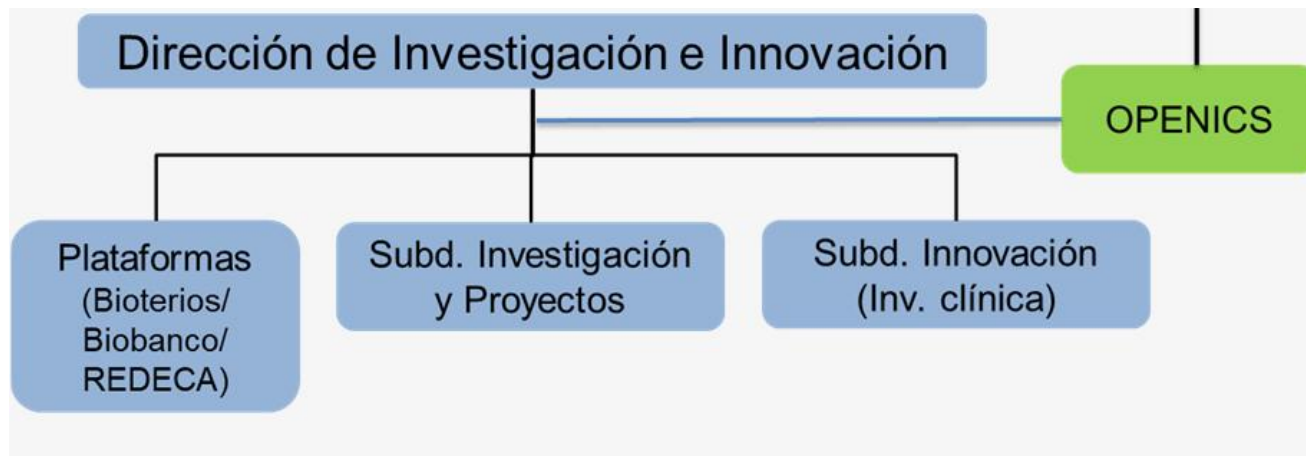 Dirección de Investigación e Innovación
OPENICS
Plataformas
(Bioterios/
Biobanco/
REDECA)
Subd. Investigación
y Proyectos
Subd. Innovación
(Inv. clínica)